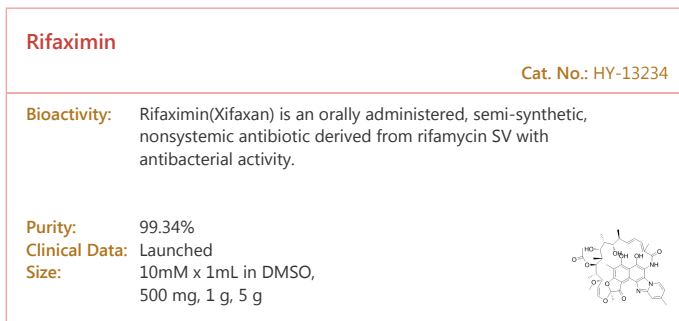 Rifaximin
Cat. No.: HY-13234
Bioactivity: Rifaximin(Xifaxan) is an orally administered, semi-synthetic,
nonsystemic antibiotic derived from rifamycin SV with
antibacterial activity.
Purity: 99.34%
Clinical Data: Launched
Size: 10mM x 1mL in DMSO,
500 mg, 1 g, 5 g